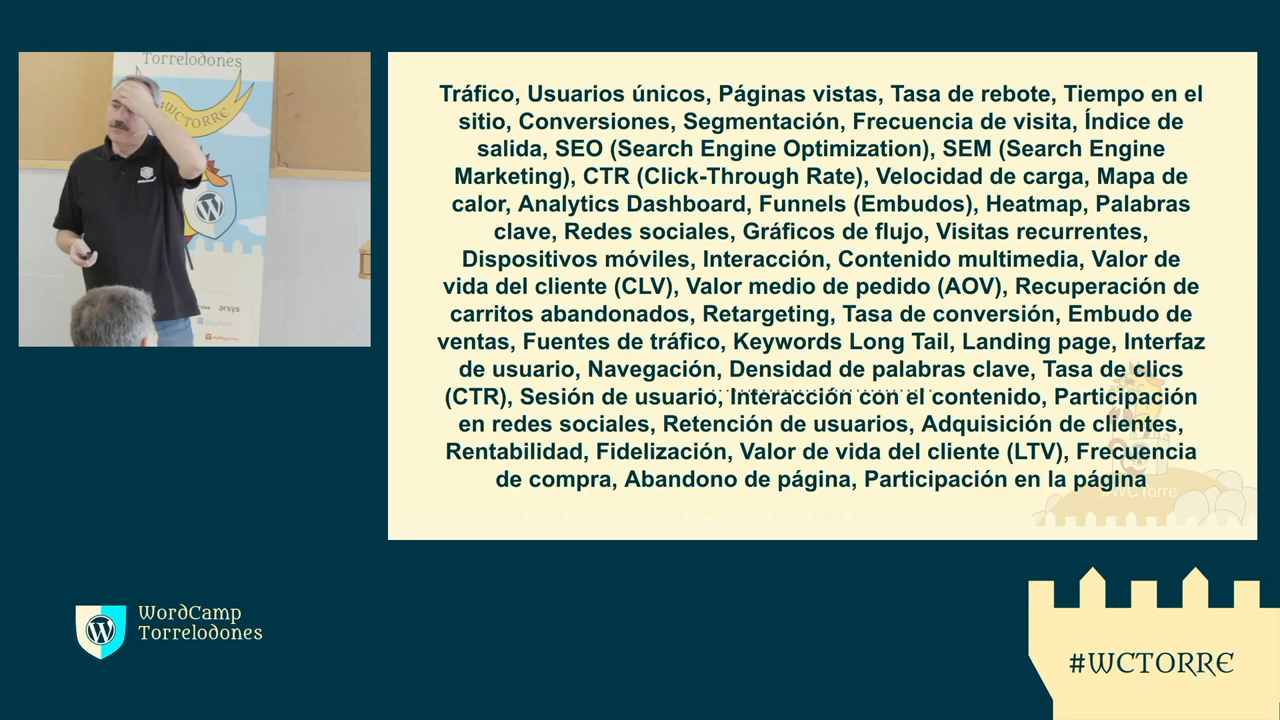 Torrelodones
WCTORRE
arsys
Tráfico, Usuarios únicos, Páginas vistas, Tasa de rebote, Tiempo en el
sitio, Conversiones, Segmentación, Frecuencia de visita, Índice de
salida, SEO (Search Engine Optimization), SEM (Search Engine
Marketing), CTR (Click-Through Rate), Velocidad de carga, Mapa de
calor, Analytics Dashboard, Funnels (Embudos), Heatmap, Palabras
clave, Redes sociales, Gráficos de flujo, Visitas recurrentes,
Dispositivos móviles, Interacción, Contenido multimedia, Valor de
vida del cliente (CLV), Valor medio de pedido (AOV), Recuperación de
carritos abandonados, Retargeting, Tasa de conversión, Embudo de
ventas, Fuentes de tráfico, Keywords Long Tail, Landing page, Interfaz
de usuario, Navegación, Densidad de palabras clave, Tasa de clics
(CTR), Sesión de usuario, Interacción con el contenido, Participación
en redes sociales, Retención de usuarios, Adquisición de clientes,
Rentabilidad, Fidelización, Valor de vida del cliente (LTV), Frecuencia
de compra, Abandono de página, Participación en la página
#WCTorre
WordCamp
Torrelodones
#WCTORRE